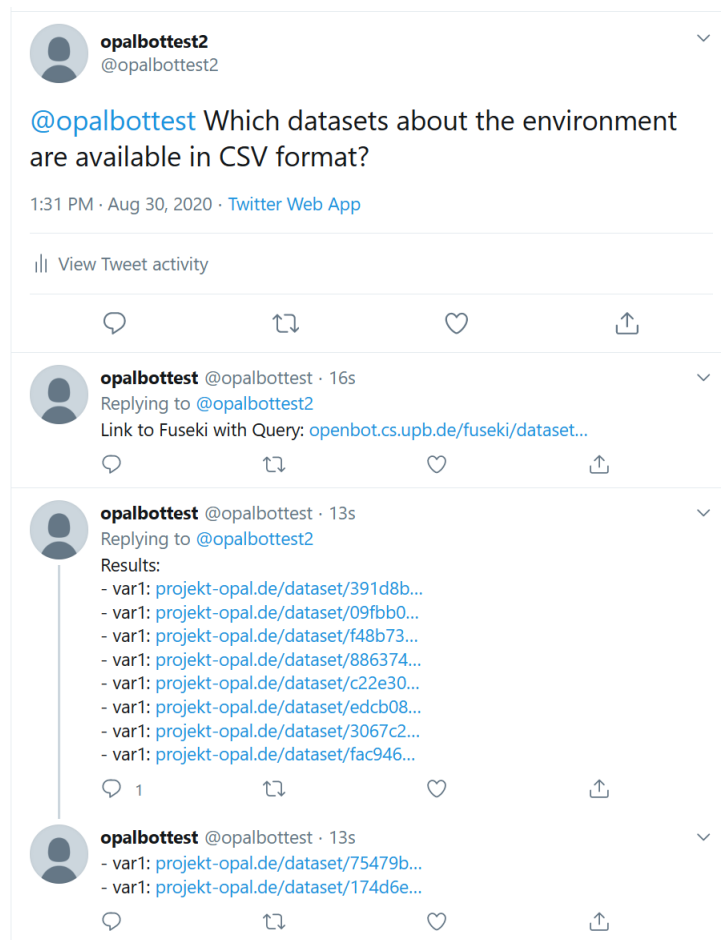 opalbottest2
@opalbottest2
@opalbottest Which datasets about the environment
are available in CSV format?
1:31 PM · Aug 30, 2020 · Twitter Web App
View Tweet activity
opalbottest @opalbottest · 16s
Replying to @opalbottest2
Link to Fuseki with Query: openbot.cs.upb.de/fuseki/dataset...
opalbottest @opalbottest · 13s
Replying to @opalbottest2
Results:
- var1: projekt-opal.de/dataset/391d8b...
- var1: projekt-opal.de/dataset/09fbb0...
- var1: projekt-opal.de/dataset/f48b73...
- var1: projekt-opal.de/dataset/886374...
- var1: projekt-opal.de/dataset/c22e30...
- var1: projekt-opal.de/dataset/edcb08...
- var1: projekt-opal.de/dataset/3067c2...
- var1: projekt-opal.de/dataset/fac946...
1
opalbottest @opalbottest · 13s
- var1: projekt-opal.de/dataset/75479b...
- var1: projekt-opal.de/dataset/174d6e...